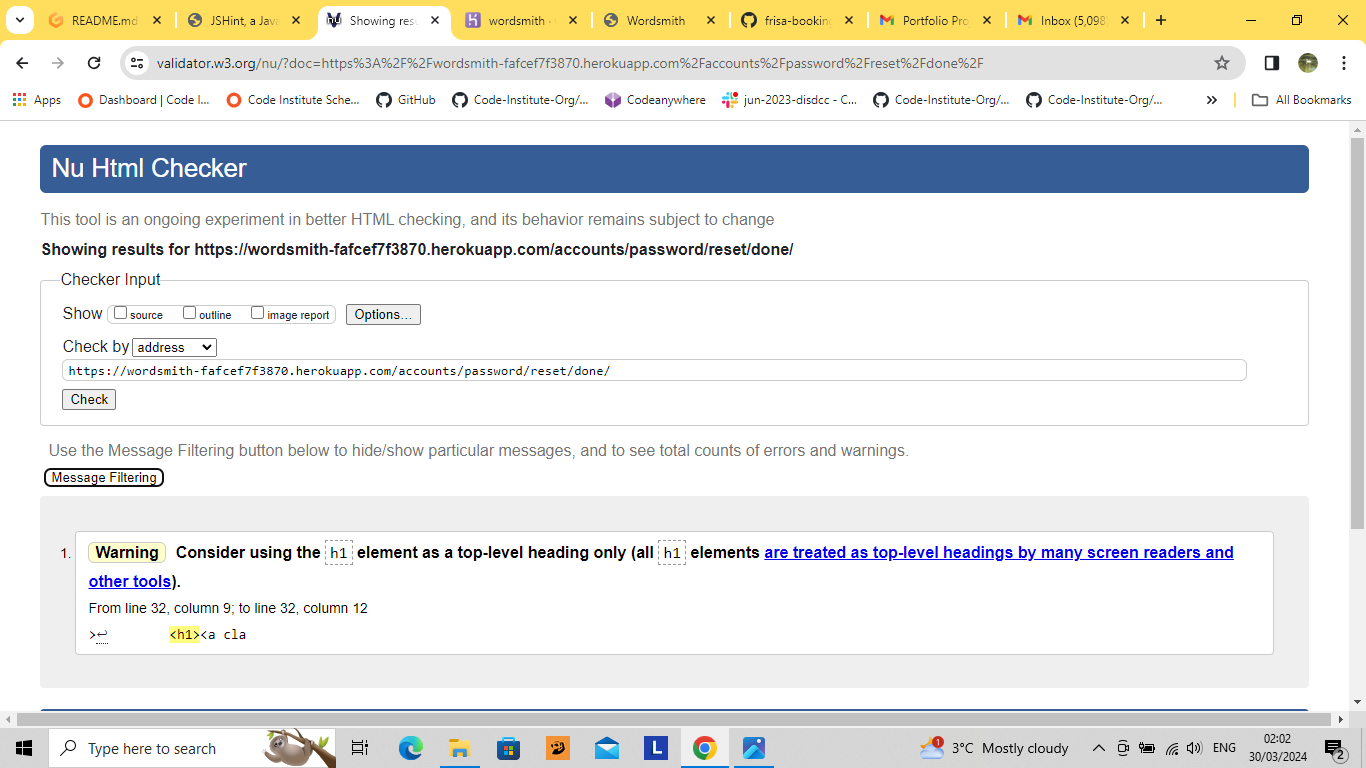 README.md
JSHint, a Java
Showing resu
wordsmith ·
Wordsmith
frisa-booking
Portfolio Pro
Inbox (5,098
validator.w3.org/nu/?doc=https%3A%2F%2Fwordsmith-fafcef7f3870.herokuapp.com%2Faccounts%2Fpassword%2Freset%2Fdone%2F
Apps
Dashboard | Code I...
Code Institute Sche...
GitHub
Code-Institute-Org/...
Codeanywhere
jun-2023-disdcc - C...
Code-Institute-Org/...
Code-Institute-Org/...
All Bookmarks
Nu Html Checker
This tool is an ongoing experiment in better HTML checking, and its behavior remains subject to change
Showing results for https://wordsmith-fafcef7f3870.herokuapp.com/accounts/password/reset/done/
Checker Input
Show source outline image report Options...
Check by address
https://wordsmith-fafcef7f3870.herokuapp.com/accounts/password/reset/done/
Check
Use the Message Filtering button below to hide/show particular messages, and to see total counts of errors and warnings.
Message Filtering
1. Warning Consider using the h1 element as a top-level heading only (all h1 elements are treated as top-level headings by many screen readers and
other tools).
From line 32, column 9; to line 32, column 12
>↩ <h1><a cla
Type here to search
1
3°C Mostly cloudy
ENG
02:02
30/03/2024
2